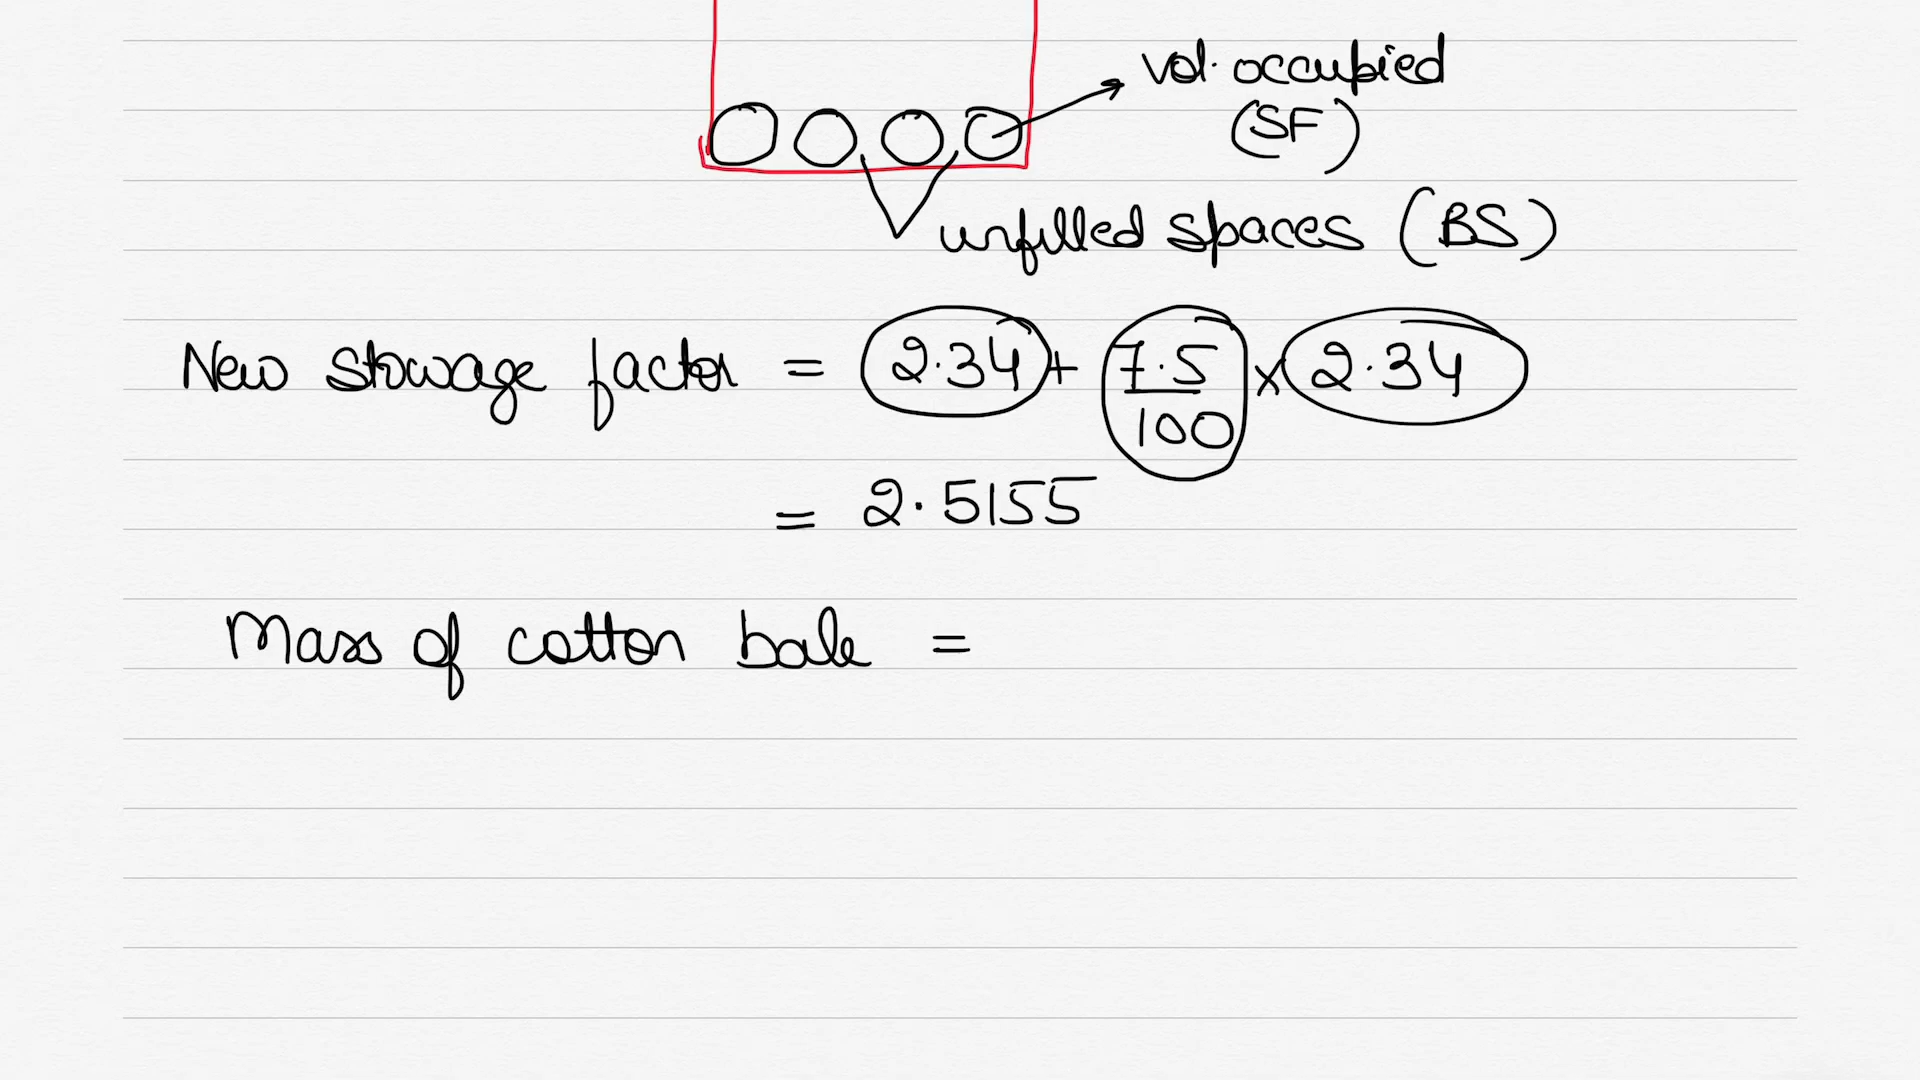 vol. occupied
(SF)
unfilled spaces (BS)
New stowage factor = 2.34 + 7.5/100 x 2.34
= 2.5155
Mass of cotton bale =